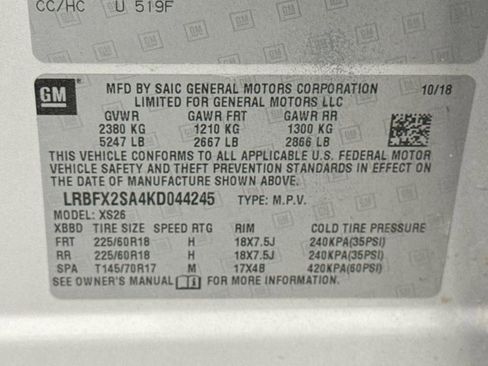 CC/HC U 519F
GM
MFD BY SAIC GENERAL MOTORS CORPORATION 10/18
LIMITED FOR GENERAL MOTORS LLC
GVWR GAWR FRT GAWR RR
2380 KG 1210 KG 1300 KG
5247 LB 2667 LB 2866 LB
THIS VEHICLE CONFORMS TO ALL APPLICABLE U.S. FEDERAL MOTOR
VEHICLE SAFETY AND THEFT PREVENTION STANDARDS IN EFFECT ON
THE DATE OF MANUFACTURE SHOWN ABOVE.
LRBFX2SA4KD044245 TYPE: M.P.V.
MODEL: XS26
XBBD TIRE SIZE SPEED RTG RIM COLD TIRE PRESSURE
FRT 225/60R18 H 18X7.5J 240KPA(35PSI)
RR 225/60R18 H 18X7.5J 240KPA(35PSI)
SPA T145/70R17 M 17X4B 420KPA(60PSI)
SEE OWNER'S MANUAL FOR MORE INFORMATION.